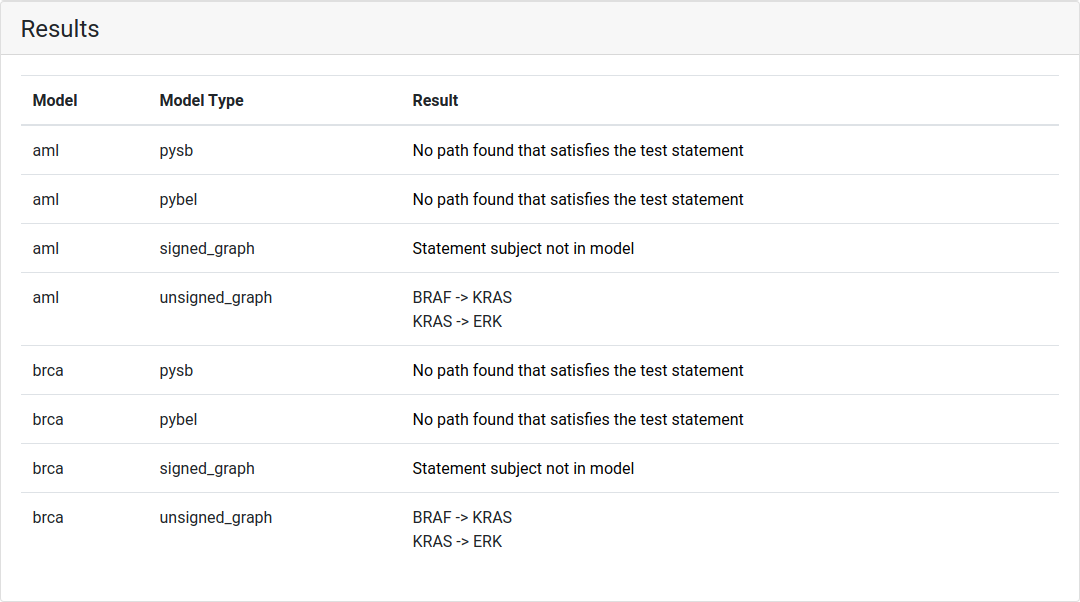 Results
Model Model Type Result
aml pysb No path found that satisfies the test statement
aml pybel No path found that satisfies the test statement
aml signed_graph Statement subject not in model
aml unsigned_graph BRAF -> KRAS
KRAS -> ERK
brca pysb No path found that satisfies the test statement
brca pybel No path found that satisfies the test statement
brca signed_graph Statement subject not in model
brca unsigned_graph BRAF -> KRAS
KRAS -> ERK